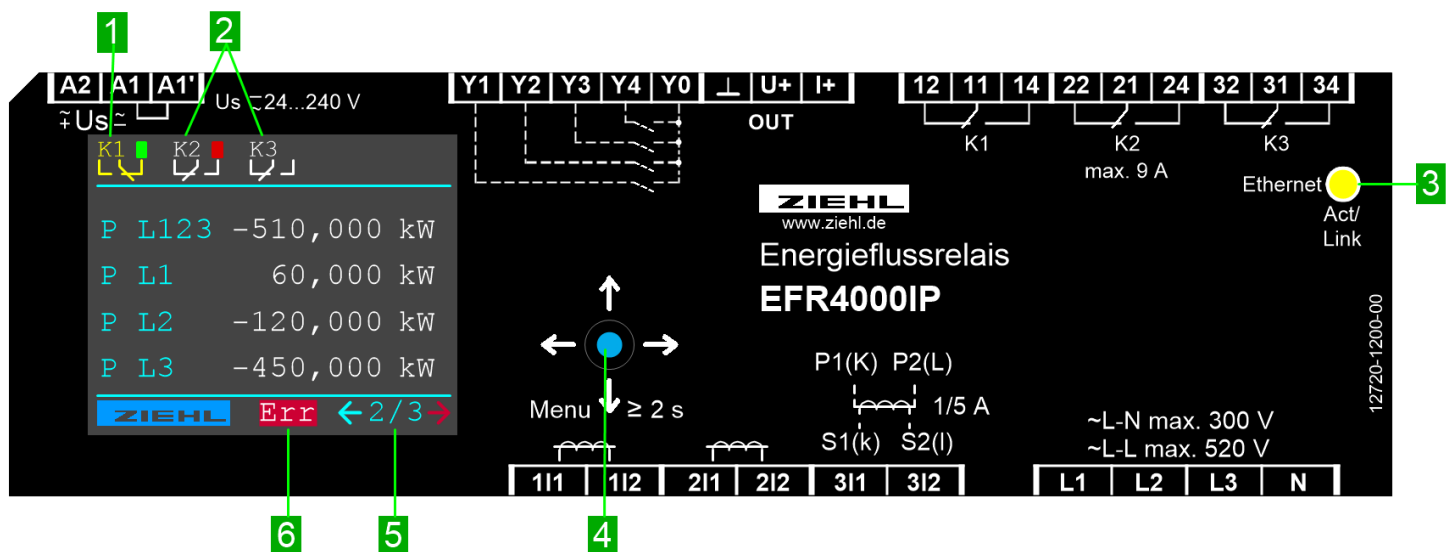 1
2
A2 A1 A1'
Us ≂24...240 V
≂Us≂
Y1 Y2 Y3 Y4 Y0 ⊥ U+ I+
OUT
12 11 14 22 21 24 32 31 34
K1
K2
K3
max. 9 A
Ethernet
3
Act/
Link
K1 K2 K3
P L123 -510,000 kW
P L1 60,000 kW
P L2 -120,000 kW
P L3 -450,000 kW
ZIEHL Err ←2/3→
ZIEHL
www.ziehl.de
Energieflussrelais
EFR4000IP
12720-1200-00
Menu ≥ 2 s
P1(K) P2(L)
1/5 A
S1(k) S2(l)
~L-N max. 300 V
~L-L max. 520 V
1I1 1I2 2I1 2I2 3I1 3I2
L1 L2 L3 N
6
5
4